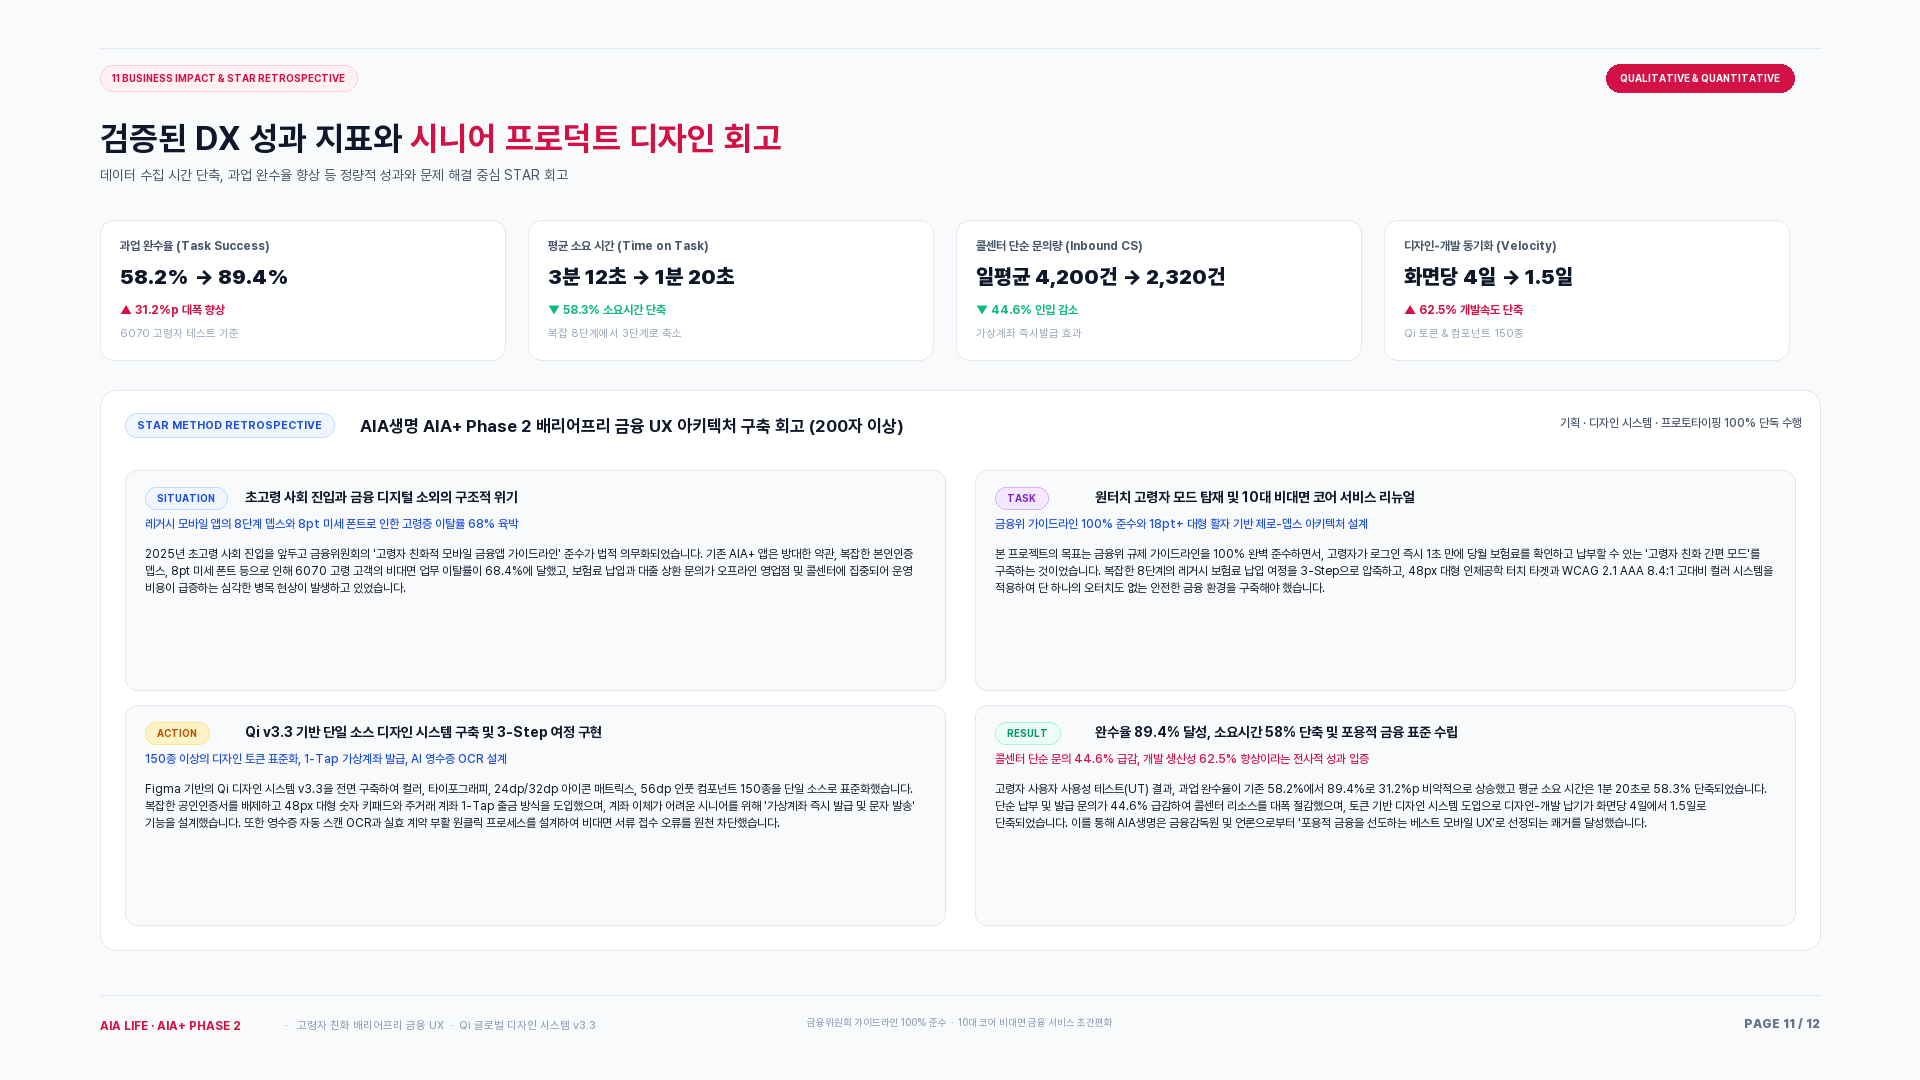 11 BUSINESS IMPACT & STAR RETROSPECTIVE
QUALITATIVE & QUANTITATIVE
검증된 DX 성과 지표와 시니어 프로덕트 디자인 회고
데이터 수집 시간 단축, 과업 완수율 향상 등 정량적 성과와 문제 해결 중심 STAR 회고
과업 완수율 (Task Success)
58.2% → 89.4%
▲ 31.2%p 대폭 향상
6070 고령자 테스트 기준
평균 소요 시간 (Time on Task)
3분 12초 → 1분 20초
▼ 58.3% 소요시간 단축
복잡 8단계에서 3단계로 축소
콜센터 단순 문의량 (Inbound CS)
일평균 4,200건 → 2,320건
▼ 44.6% 인입 감소
가상계좌 즉시발급 효과
디자인-개발 동기화 (Velocity)
화면당 4일 → 1.5일
▲ 62.5% 개발속도 단축
Qi 토큰 & 컴포넌트 150종
STAR METHOD RETROSPECTIVE
AIA생명 AIA+ Phase 2 배리어프리 금융 UX 아키텍처 구축 회고 (200자 이상)
기획 · 디자인 시스템 · 프로토타이핑 100% 단독 수행
SITUATION
초고령 사회 진입과 금융 디지털 소외의 구조적 위기
레거시 모바일 앱의 8단계 뎁스와 8pt 미세 폰트로 인한 고령층 이탈률 68% 육박
2025년 초고령 사회 진입을 앞두고 금융위원회의 '고령자 친화적 모바일 금융앱 가이드라인' 준수가 법적 의무화되었습니다. 기존 AIA+ 앱은 방대한 약관, 복잡한 본인인증
뎁스, 8pt 미세 폰트 등으로 인해 6070 고령 고객의 비대면 업무 이탈률이 68.4%에 달했고, 보험료 납입과 대출 상환 문의가 오프라인 영업점 및 콜센터에 집중되어 운영
비용이 급증하는 심각한 병목 현상이 발생하고 있었습니다.
TASK
원터치 고령자 모드 탑재 및 10대 비대면 코어 서비스 리뉴얼
금융위 가이드라인 100% 준수와 18pt+ 대형 활자 기반 제로-뎁스 아키텍처 설계
본 프로젝트의 목표는 금융위 규제 가이드라인을 100% 완벽 준수하면서, 고령자가 로그인 즉시 1초 만에 당월 보험료를 확인하고 납부할 수 있는 '고령자 친화 간편 모드'를
구축하는 것이었습니다. 복잡한 8단계의 레거시 보험료 납입 여정을 3-Step으로 압축하고, 48px 대형 인체공학 터치 타겟과 WCAG 2.1 AAA 8.4:1 고대비 컬러 시스템을
적용하여 단 하나의 오터치도 없는 안전한 금융 환경을 구축해야 했습니다.
ACTION
Qi v3.3 기반 단일 소스 디자인 시스템 구축 및 3-Step 여정 구현
150종 이상의 디자인 토큰 표준화, 1-Tap 가상계좌 발급, AI 영수증 OCR 설계
Figma 기반의 Qi 디자인 시스템 v3.3을 전면 구축하여 컬러, 타이포그래피, 24dp/32dp 아이콘 매트릭스, 56dp 인풋 컴포넌트 150종을 단일 소스로 표준화했습니다.
복잡한 공인인증서를 배제하고 48px 대형 숫자 키패드와 주거래 계좌 1-Tap 출금 방식을 도입했으며, 계좌 이체가 어려운 시니어를 위해 '가상계좌 즉시 발급 및 문자 발송'
기능을 설계했습니다. 또한 영수증 자동 스캔 OCR과 실효 계약 부활 원클릭 프로세스를 설계하여 비대면 서류 접수 오류를 원천 차단했습니다.
RESULT
완수율 89.4% 달성, 소요시간 58% 단축 및 포용적 금융 표준 수립
콜센터 단순 문의 44.6% 급감, 개발 생산성 62.5% 향상이라는 전사적 성과 입증
고령자 사용자 사용성 테스트(UT) 결과, 과업 완수율이 기존 58.2%에서 89.4%로 31.2%p 비약적으로 상승했고 평균 소요 시간은 1분 20초로 58.3% 단축되었습니다.
단순 납부 및 발급 문의가 44.6% 급감하여 콜센터 리소스를 대폭 절감했으며, 토큰 기반 디자인 시스템 도입으로 디자인-개발 납기가 화면당 4일에서 1.5일로
단축되었습니다. 이를 통해 AIA생명은 금융감독원 및 언론으로부터 '포용적 금융을 선도하는 베스트 모바일 UX'로 선정되는 쾌거를 달성했습니다.
AIA LIFE · AIA+ PHASE 2 · 고령자 친화 배리어프리 금융 UX · Qi 글로벌 디자인 시스템 v3.3
금융위원회 가이드라인 100% 준수 · 10대 코어 비대면 금융 서비스 초간편화
PAGE 11 / 12